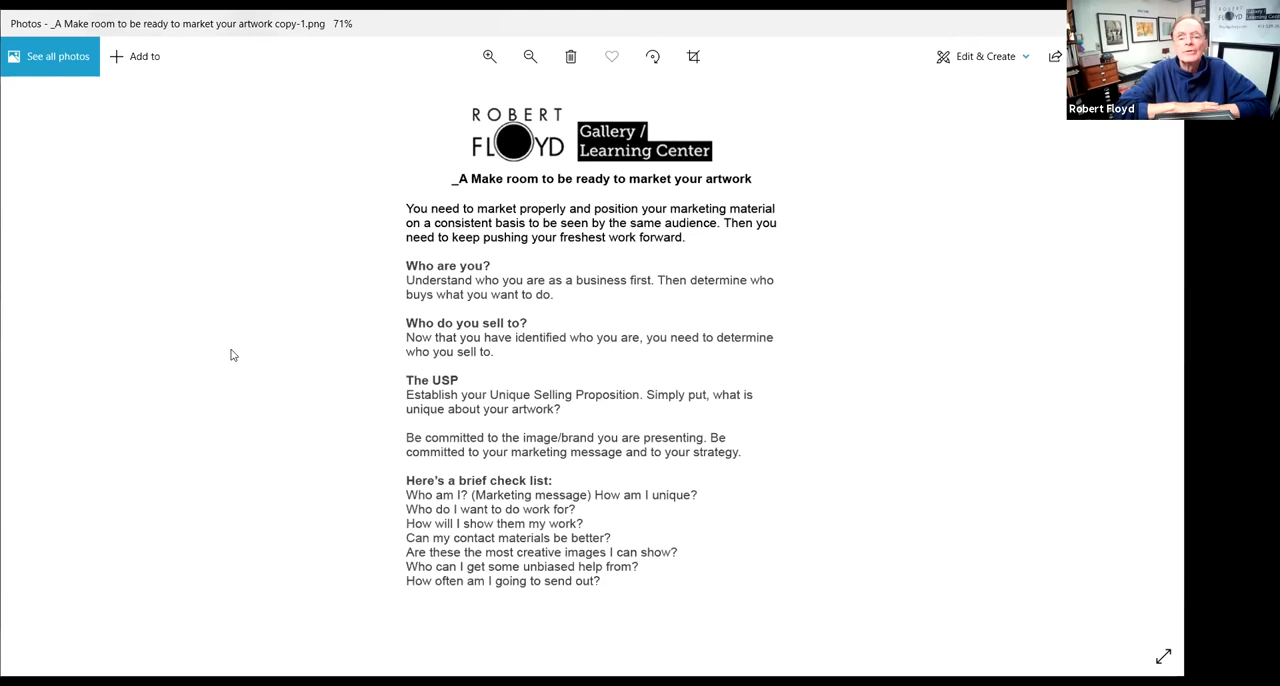 Photos - _A Make room to be ready to market your artwork copy-1.png 71%
See all photos
Add to
Edit & Create
ROBERT
FLOYD
Gallery /
Learning Center
Robert Floyd
ROBERT
FLOYD
Gallery /
Learning Center
_A Make room to be ready to market your artwork
You need to market properly and position your marketing material
on a consistent basis to be seen by the same audience. Then you
need to keep pushing your freshest work forward.
Who are you?
Understand who you are as a business first. Then determine who
buys what you want to do.
Who do you sell to?
Now that you have identified who you are, you need to determine
who you sell to.
The USP
Establish your Unique Selling Proposition. Simply put, what is
unique about your artwork?
Be committed to the image/brand you are presenting. Be
committed to your marketing message and to your strategy.
Here's a brief check list:
Who am I? (Marketing message) How am I unique?
Who do I want to do work for?
How will I show them my work?
Can my contact materials be better?
Are these the most creative images I can show?
Who can I get some unbiased help from?
How often am I going to send out?